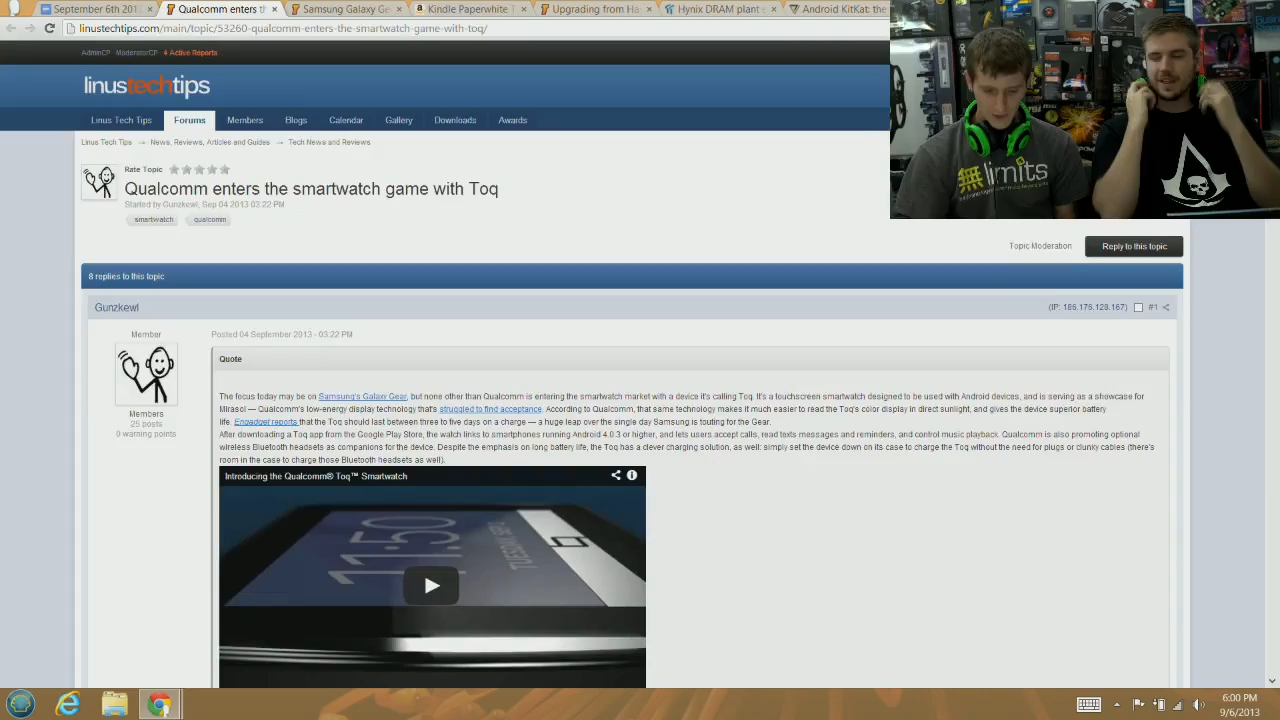 September 6th 2013
Qualcomm enters th
Samsung Galaxy Ge
Kindle Paperwhite T
Upgrading from Ha
Hynix DRAM plant e
Android KitKat: the
linustechtips.com/main/topic/53260-qualcomm-enters-the-smartwatch-game-with-toq/
AdminCP ModeratorCP 4 Active Reports
linustechtips
Linus Tech Tips Forums Members Blogs Calendar Gallery Downloads Awards
Linus Tech Tips → News, Reviews, Articles and Guides → Tech News and Reviews
Rate Topic
Qualcomm enters the smartwatch game with Toq
Started by Gunzkewl, Sep 04 2013 03:22 PM
smartwatch qualcomm
Topic Moderation Reply to this topic
8 replies to this topic
Gunzkewl (IP: 186.176.128.167) #1
Member
Members
25 posts
0 warning points
Posted 04 September 2013 - 03:22 PM
Quote
The focus today may be on Samsung's Galaxy Gear, but none other than Qualcomm is entering the smartwatch market with a device it's calling Toq. It's a touchscreen smartwatch designed to be used with Android devices, and is serving as a showcase for
Mirasol — Qualcomm's low-energy display technology that's struggled to find acceptance. According to Qualcomm, that same technology makes it much easier to read the Toq's color display in direct sunlight, and gives the device superior battery
life. Engadget reports that the Toq should last between three to five days on a charge — a huge leap over the single day Samsung is touting for the Gear.
After downloading a Toq app from the Google Play Store, the watch links to smartphones running Android 4.0.3 or higher, and lets users accept calls, read texts messages and reminders, and control music playback. Qualcomm is also promoting optional
wireless Bluetooth headsets as companions for the device. Despite the emphasis on long battery life, the Toq has a clever charging solution, as well: simply set the device down on its case to charge the Toq without the need for plugs or clunky cables (there's
room in the case to charge those Bluetooth headsets as well).
Introducing the Qualcomm® Toq™ Smartwatch
11:50
limits
6:00 PM
9/6/2013